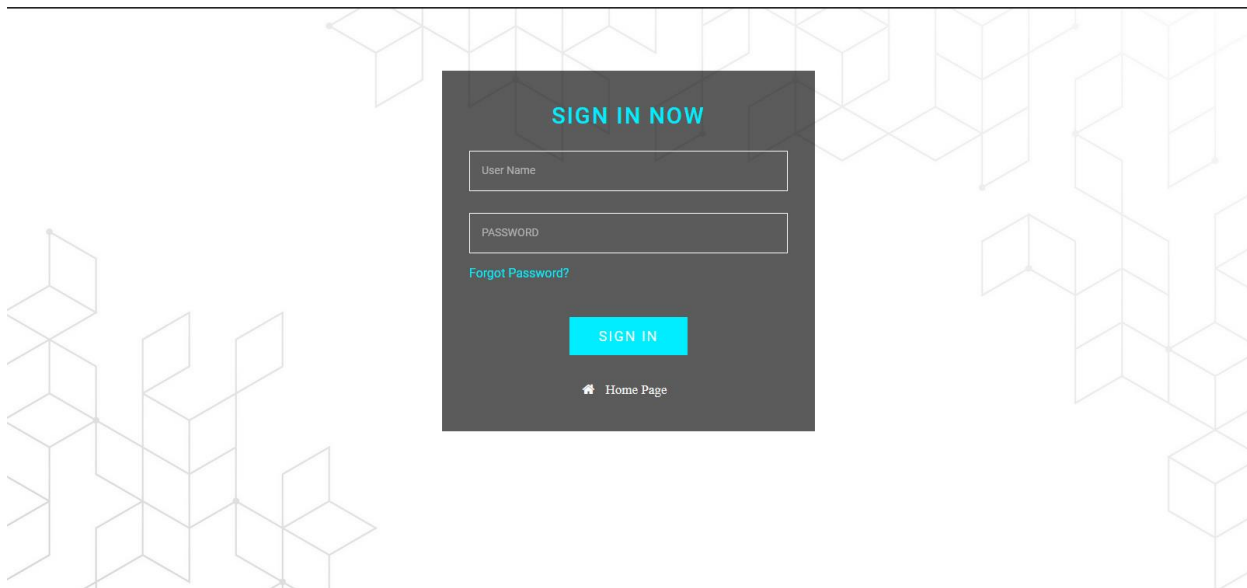 SIGN IN NOW
User Name
PASSWORD
Forgot Password?
SIGN IN
Home Page